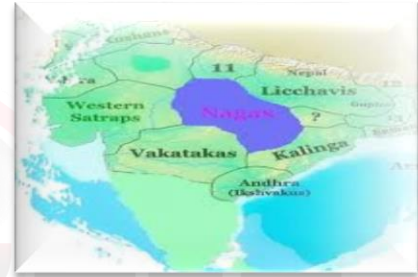 Kushans
11
Nepal
Licchavis
Western
Satraps
Nagas
?
Vakatakas
Kalinga
Andhra
(Ikshvakus)